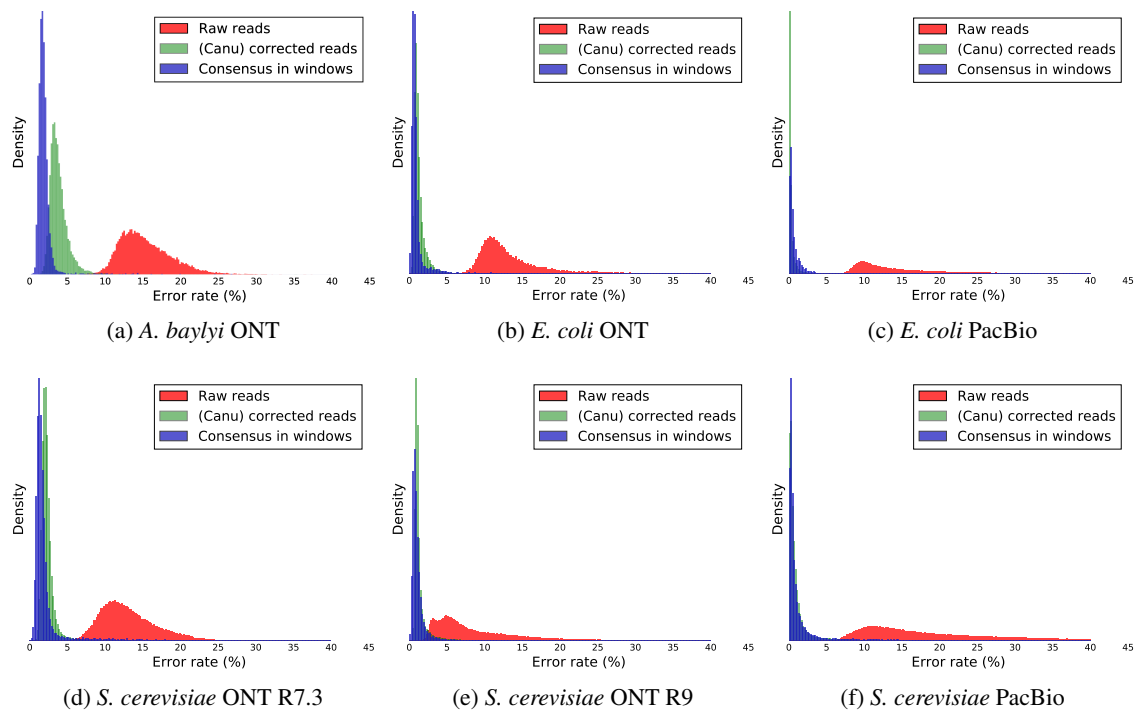 Raw reads
(Canu) corrected reads
Consensus in windows
Density
0 5 10 15 20 25 30 35 40 45
Error rate (%)
(a) A. baylyi ONT
Raw reads
(Canu) corrected reads
Consensus in windows
Density
0 5 10 15 20 25 30 35 40 45
Error rate (%)
(b) E. coli ONT
Raw reads
(Canu) corrected reads
Consensus in windows
Density
0 5 10 15 20 25 30 35 40 45
Error rate (%)
(c) E. coli PacBio
Raw reads
(Canu) corrected reads
Consensus in windows
Density
0 5 10 15 20 25 30 35 40 45
Error rate (%)
(d) S. cerevisiae ONT R7.3
Raw reads
(Canu) corrected reads
Consensus in windows
Density
0 5 10 15 20 25 30 35 40 45
Error rate (%)
(e) S. cerevisiae ONT R9
Raw reads
(Canu) corrected reads
Consensus in windows
Density
0 5 10 15 20 25 30 35 40 45
Error rate (%)
(f) S. cerevisiae PacBio